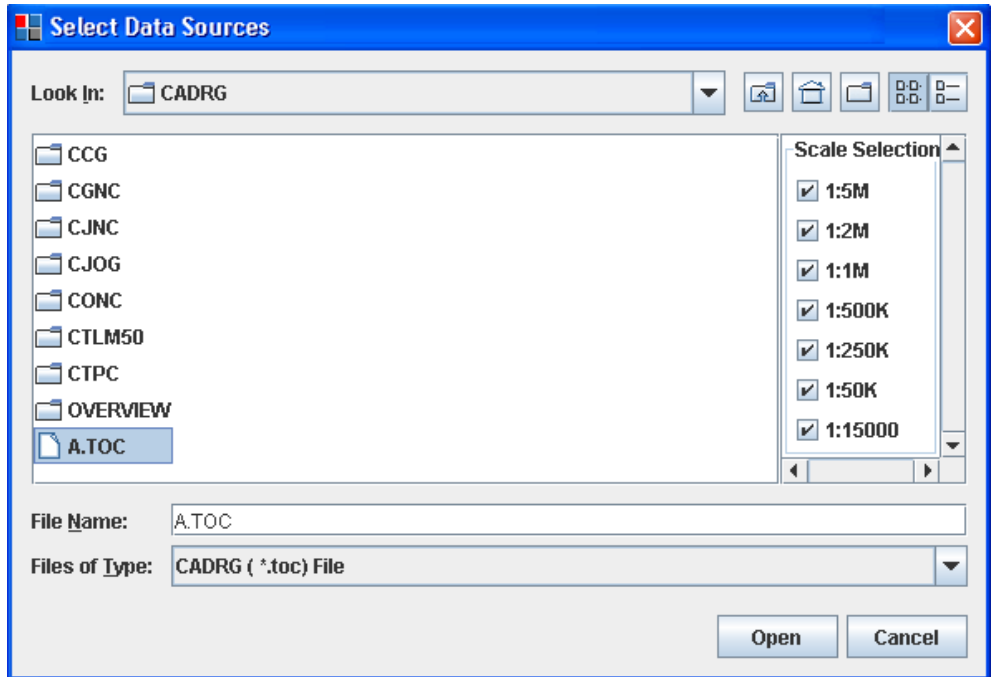 Select Data Sources
Look In: CADRG
CCG
CGNC
CJNC
CJOG
CONC
CTLM50
CTPC
OVERVIEW
A.TOC
Scale Selection
1:5M
1:2M
1:1M
1:500K
1:250K
1:50K
1:15000
File Name: A.TOC
Files of Type: CADRG ( *.toc) File
Open Cancel